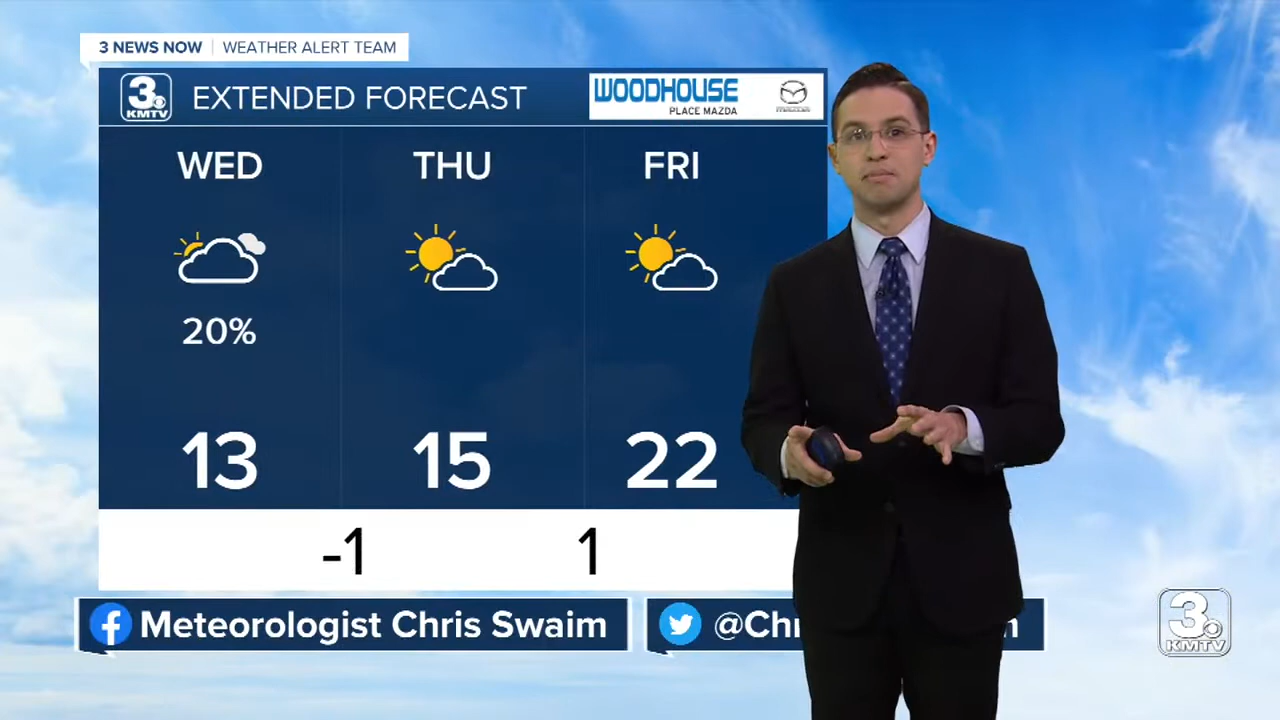 3 NEWS NOW | WEATHER ALERT TEAM
3 KMTV EXTENDED FORECAST
WOODHOUSE
PLACE MAZDA
mazda
WED THU FRI
20%
13 15 22
-1 1
Meteorologist Chris Swaim
3
KMTV